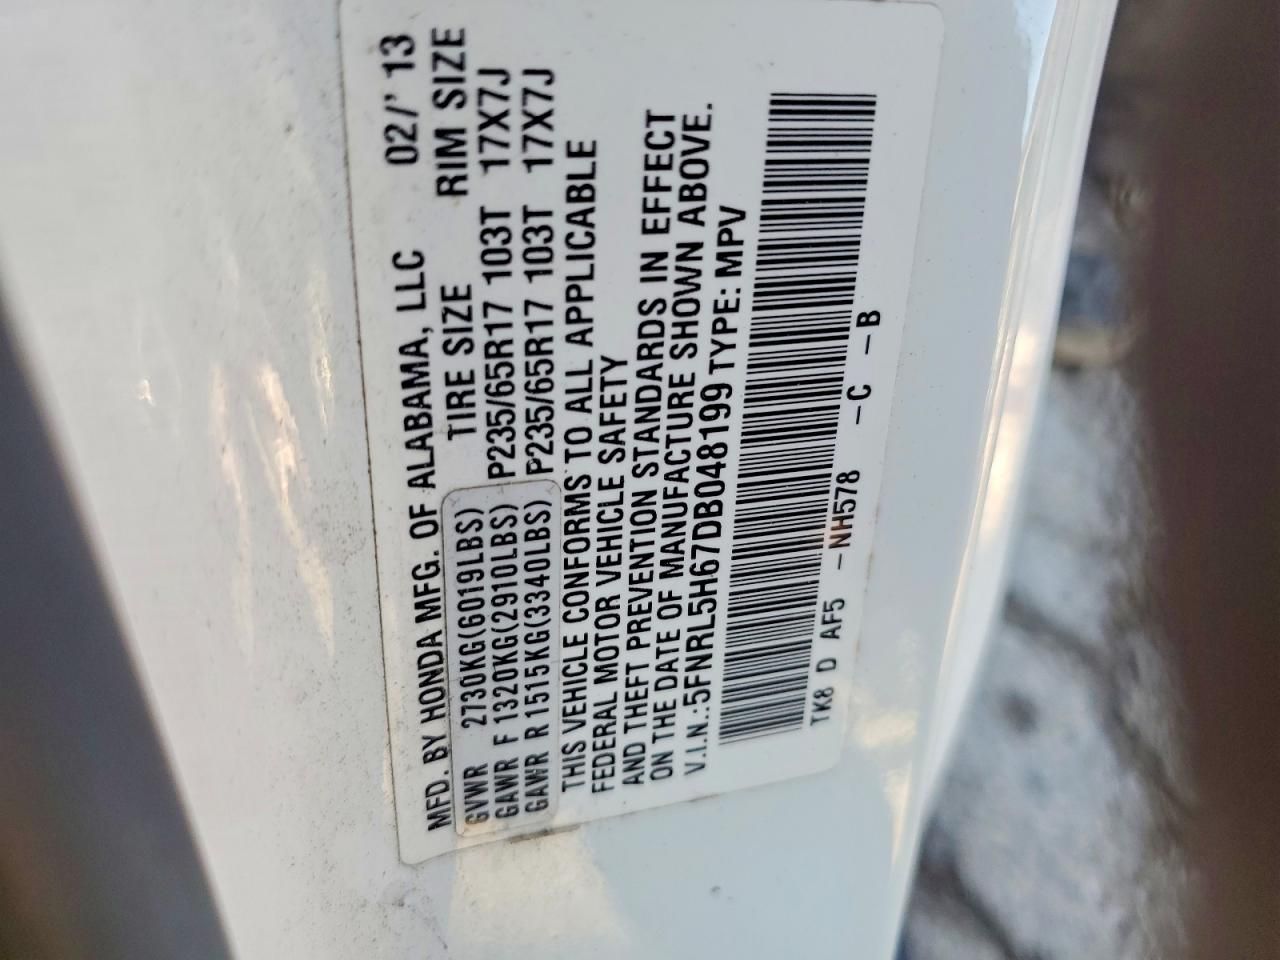 MFD. BY HONDA MFG. OF ALABAMA, LLC 02/'13
TIRE SIZE RIM SIZE
GVWR 2730KG(6019LBS)
GAWR F 1320KG(2910LBS) P235/65R17 103T 17X7J
GAWR R 1515KG(3340LBS) P235/65R17 103T 17X7J
THIS VEHICLE CONFORMS TO ALL APPLICABLE
FEDERAL MOTOR VEHICLE SAFETY
AND THEFT PREVENTION STANDARDS IN EFFECT
ON THE DATE OF MANUFACTURE SHOWN ABOVE.
V.I.N.:5FNRL5H67DB048199 TYPE: MPV
TK8 D AF5 -NH578 -C -B